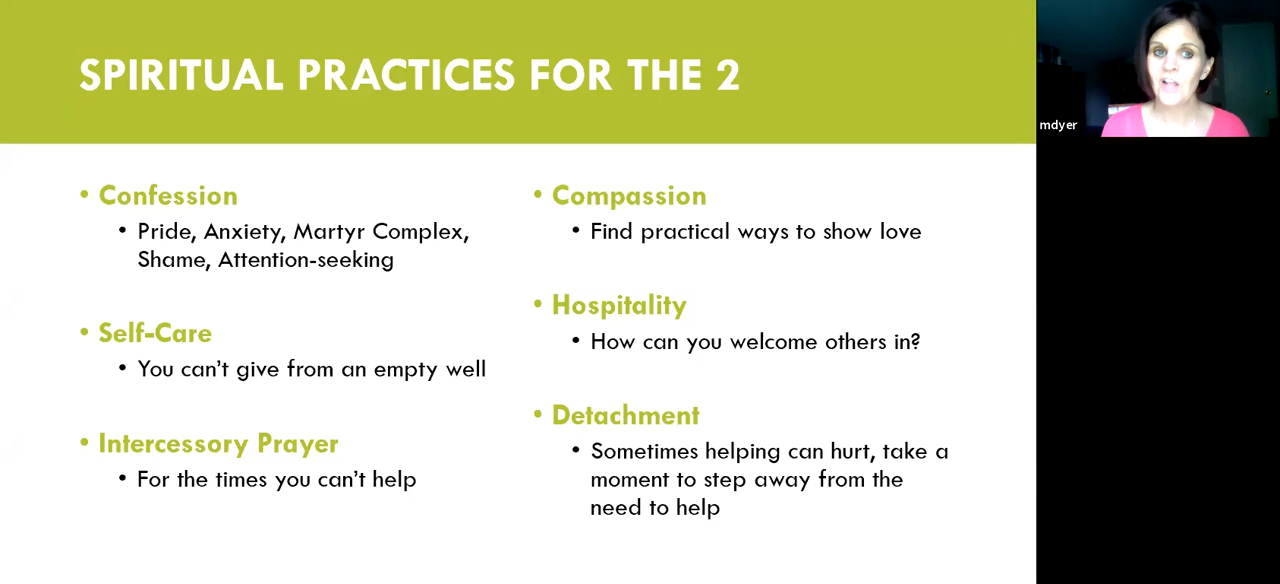 SPIRITUAL PRACTICES FOR THE 2
• Confession
• Pride, Anxiety, Martyr Complex,
Shame, Attention-seeking
• Self-Care
• You can't give from an empty well
• Intercessory Prayer
• For the times you can't help
• Compassion
• Find practical ways to show love
• Hospitality
• How can you welcome others in?
• Detachment
• Sometimes helping can hurt, take a
moment to step away from the
need to help
mdyer